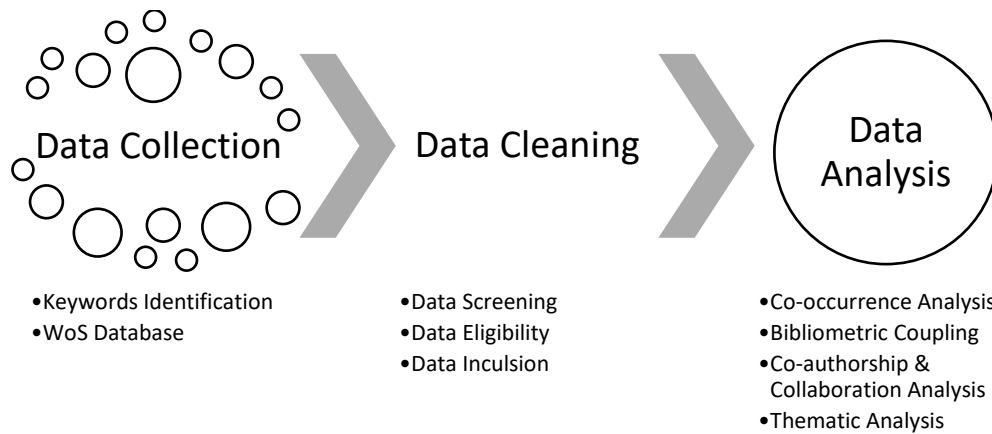 Data Collection
Data Cleaning
Data
Analysis
•Keywords Identification
•WoS Database
•Data Screening
•Data Eligibility
•Data Inculsion
•Co-occurrence Analysis
•Bibliometric Coupling
•Co-authorship &
Collaboration Analysis
•Thematic Analysis